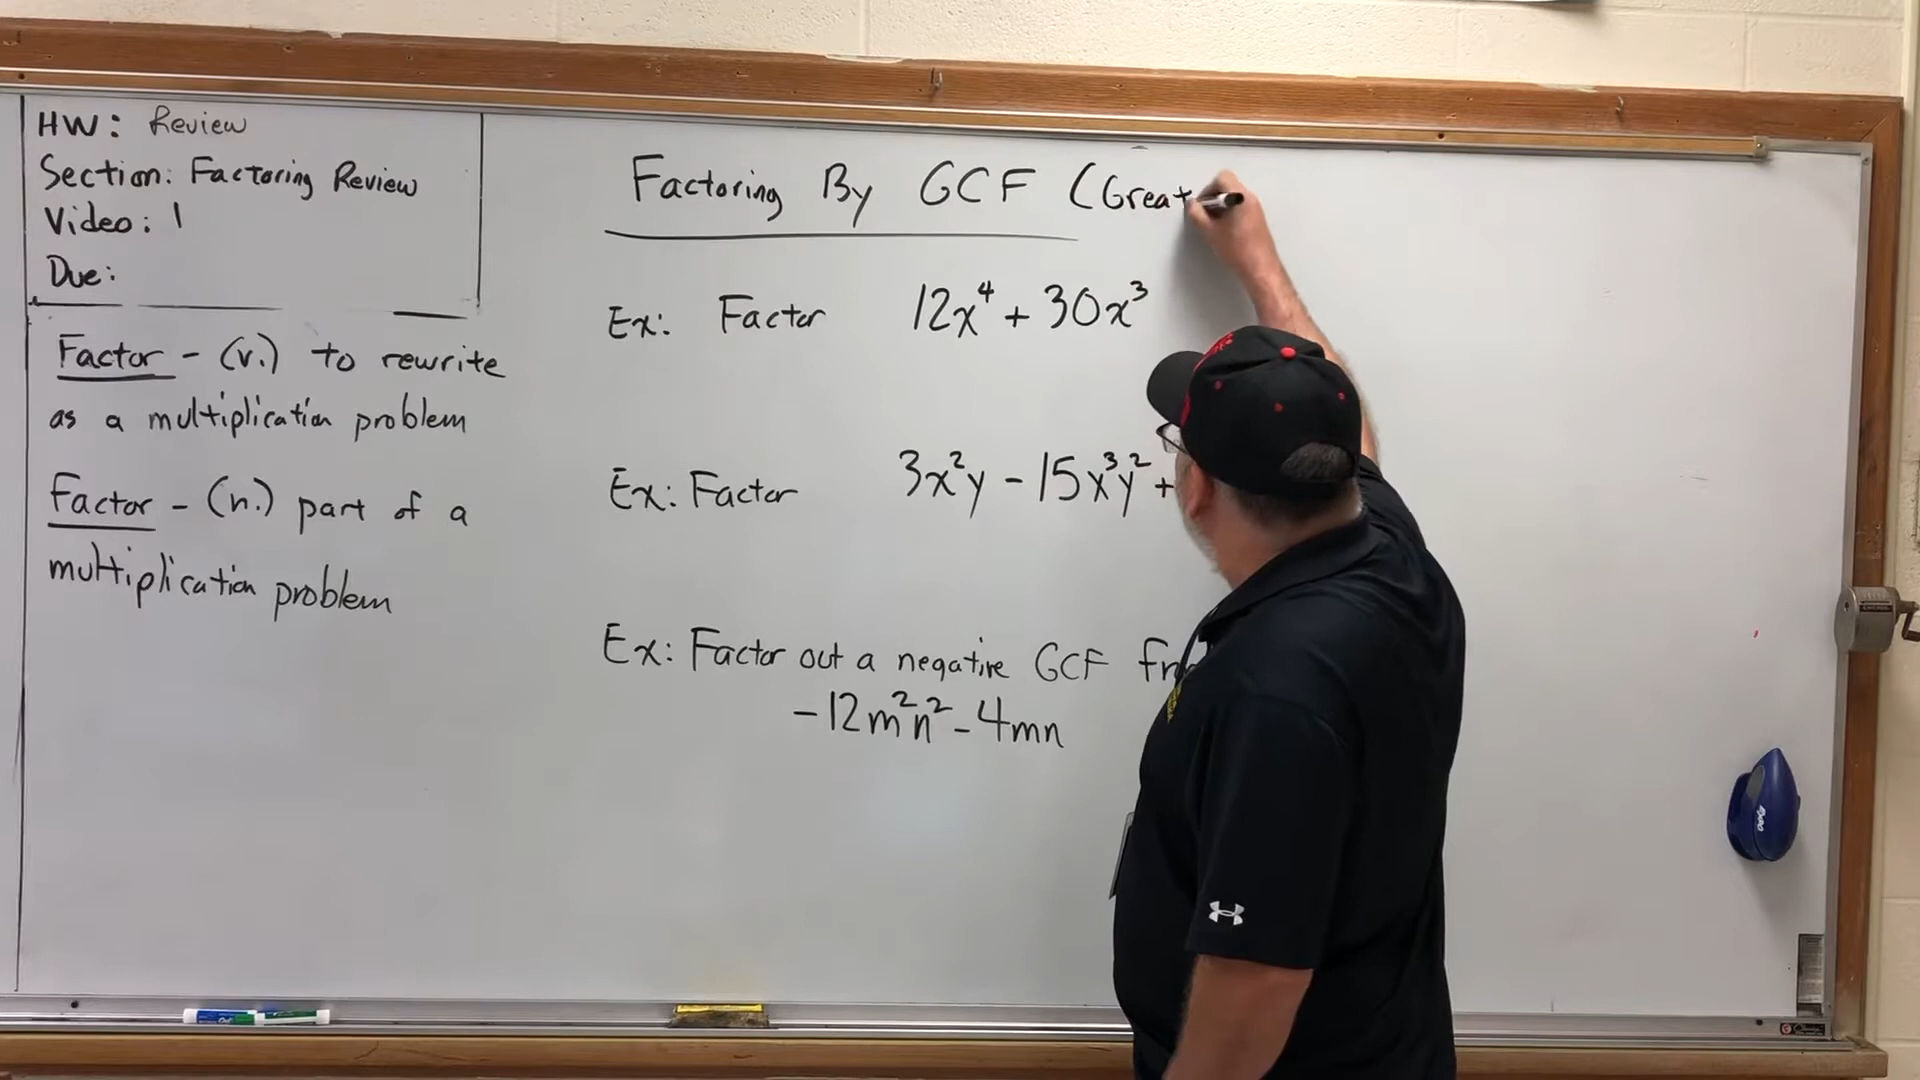 HW: Review
Section: Factoring Review
Video: 1
Due:
Factor - (v.) to rewrite
as a multiplication problem
Factor - (n.) part of a
multiplication problem
Factoring By GCF (Great
Ex: Factor 12x⁴ + 30x³
Ex: Factor 3x²y - 15x³y² +
Ex: Factor out a negative GCF
-12m²n² - 4mn
EXPO